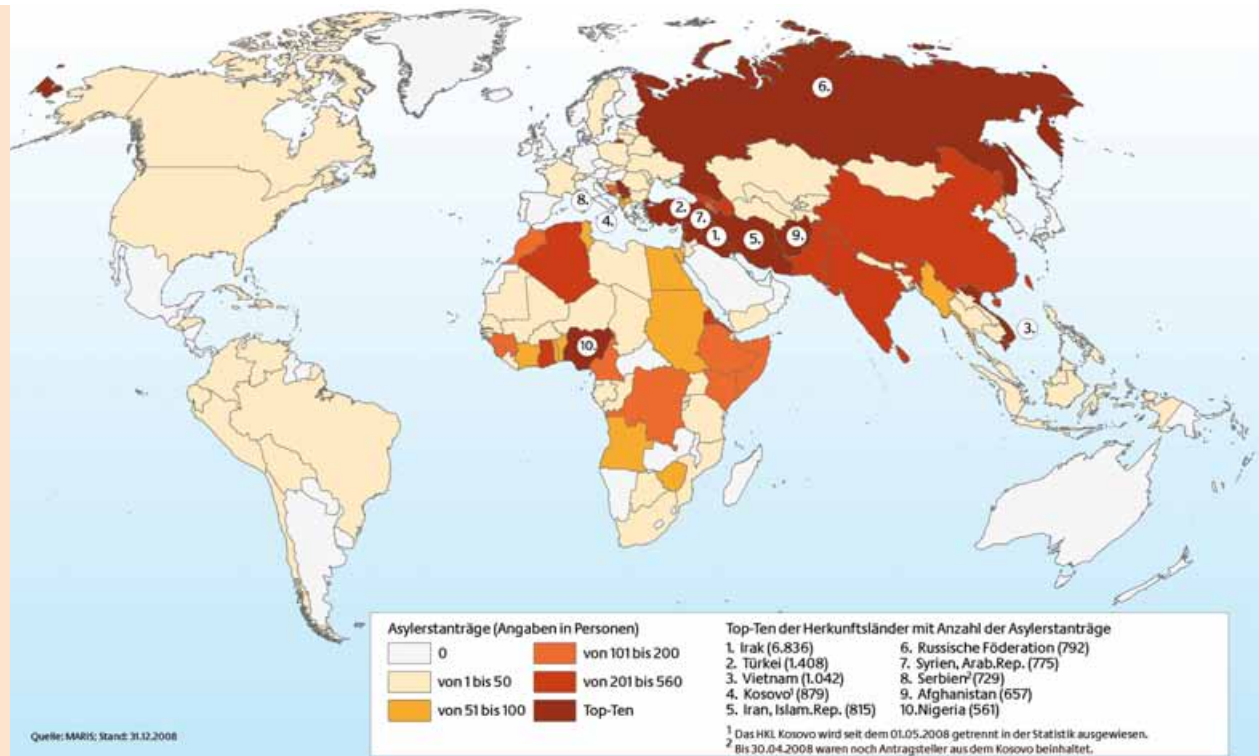 6.
8.
2.
4.
7.
1.
5.
9.
3.
10.
Asylerstanträge (Angaben in Personen)
0
von 1 bis 50
von 51 bis 100
von 101 bis 200
von 201 bis 560
Top-Ten
Top-Ten der Herkunftsländer mit Anzahl der Asylerstanträge
1. Irak (6.836)
2. Türkei (1.408)
3. Vietnam (1.042)
4. Kosovo¹ (879)
5. Iran, Islam.Rep. (815)
6. Russische Föderation (792)
7. Syrien, Arab.Rep. (775)
8. Serbien² (729)
9. Afghanistan (657)
10.Nigeria (561)
¹ Das HKL Kosovo wird seit dem 01.05.2008 getrennt in der Statistik ausgewiesen.
² Bis 30.04.2008 waren noch Antragsteller aus dem Kosovo beinhaltet.
Quelle: MARiS; Stand: 31.12.2008